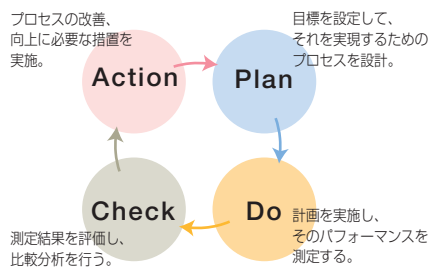 プロセスの改善、
向上に必要な措置を
実施。
Action
目標を設定して、
それを実現するための
プロセスを設計。
Plan
Check
測定結果を評価し、
比較分析を行う。
Do
計画を実施し、
そのパフォーマンスを
測定する。